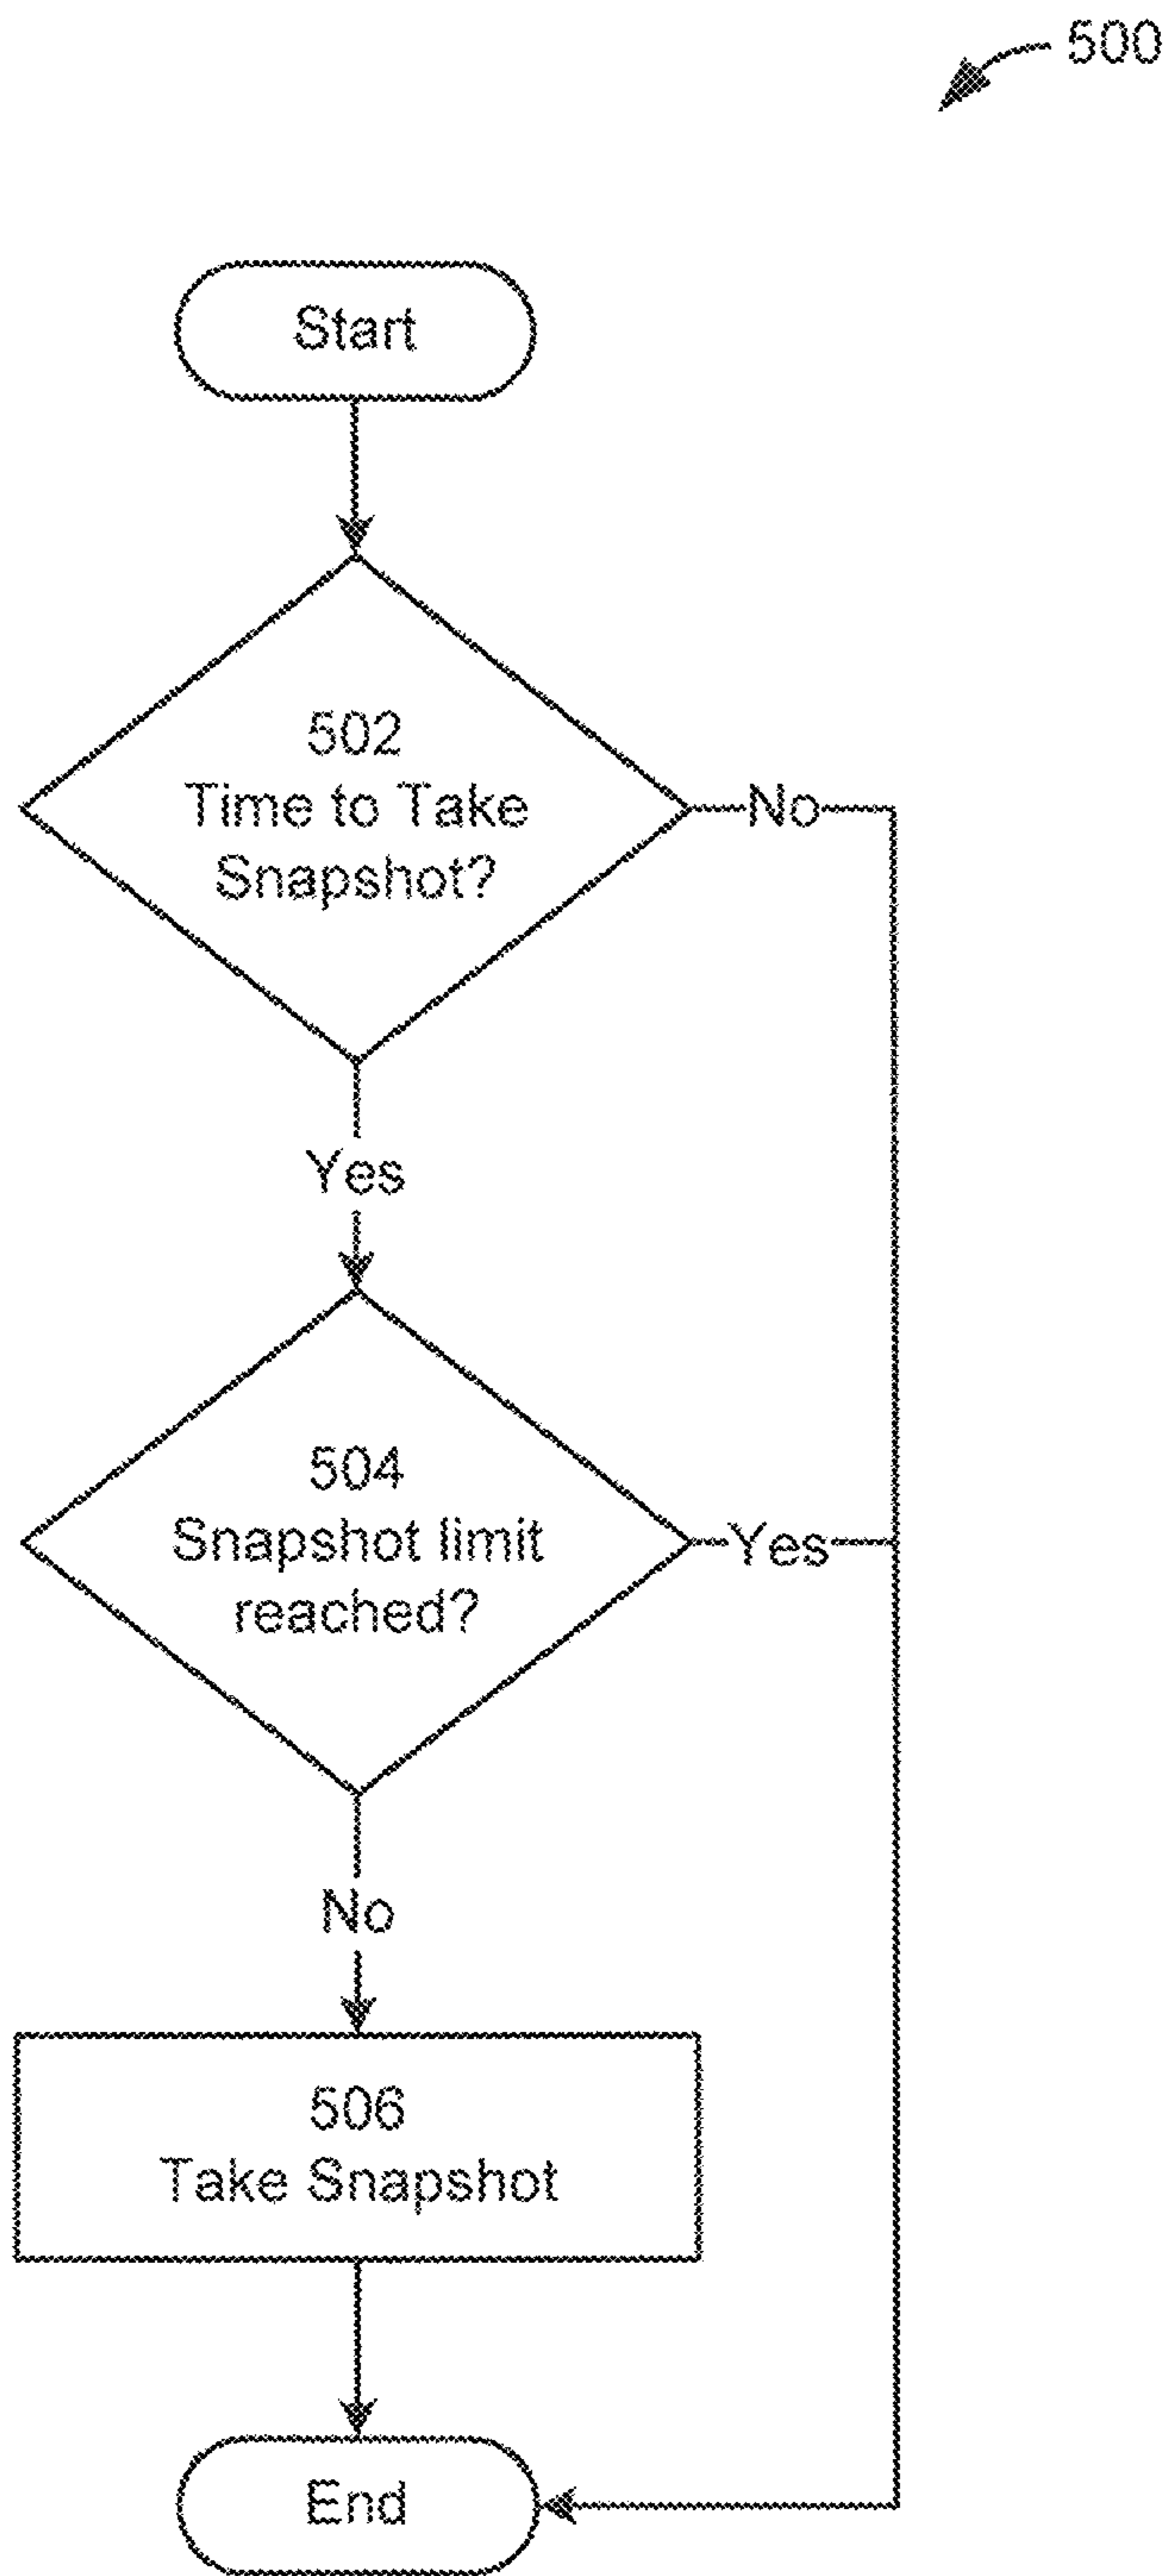 500
Start
502
Time to Take
Snapshot?
No
Yes
504
Snapshot limit
reached?
Yes
No
506
Take Snapshot
End